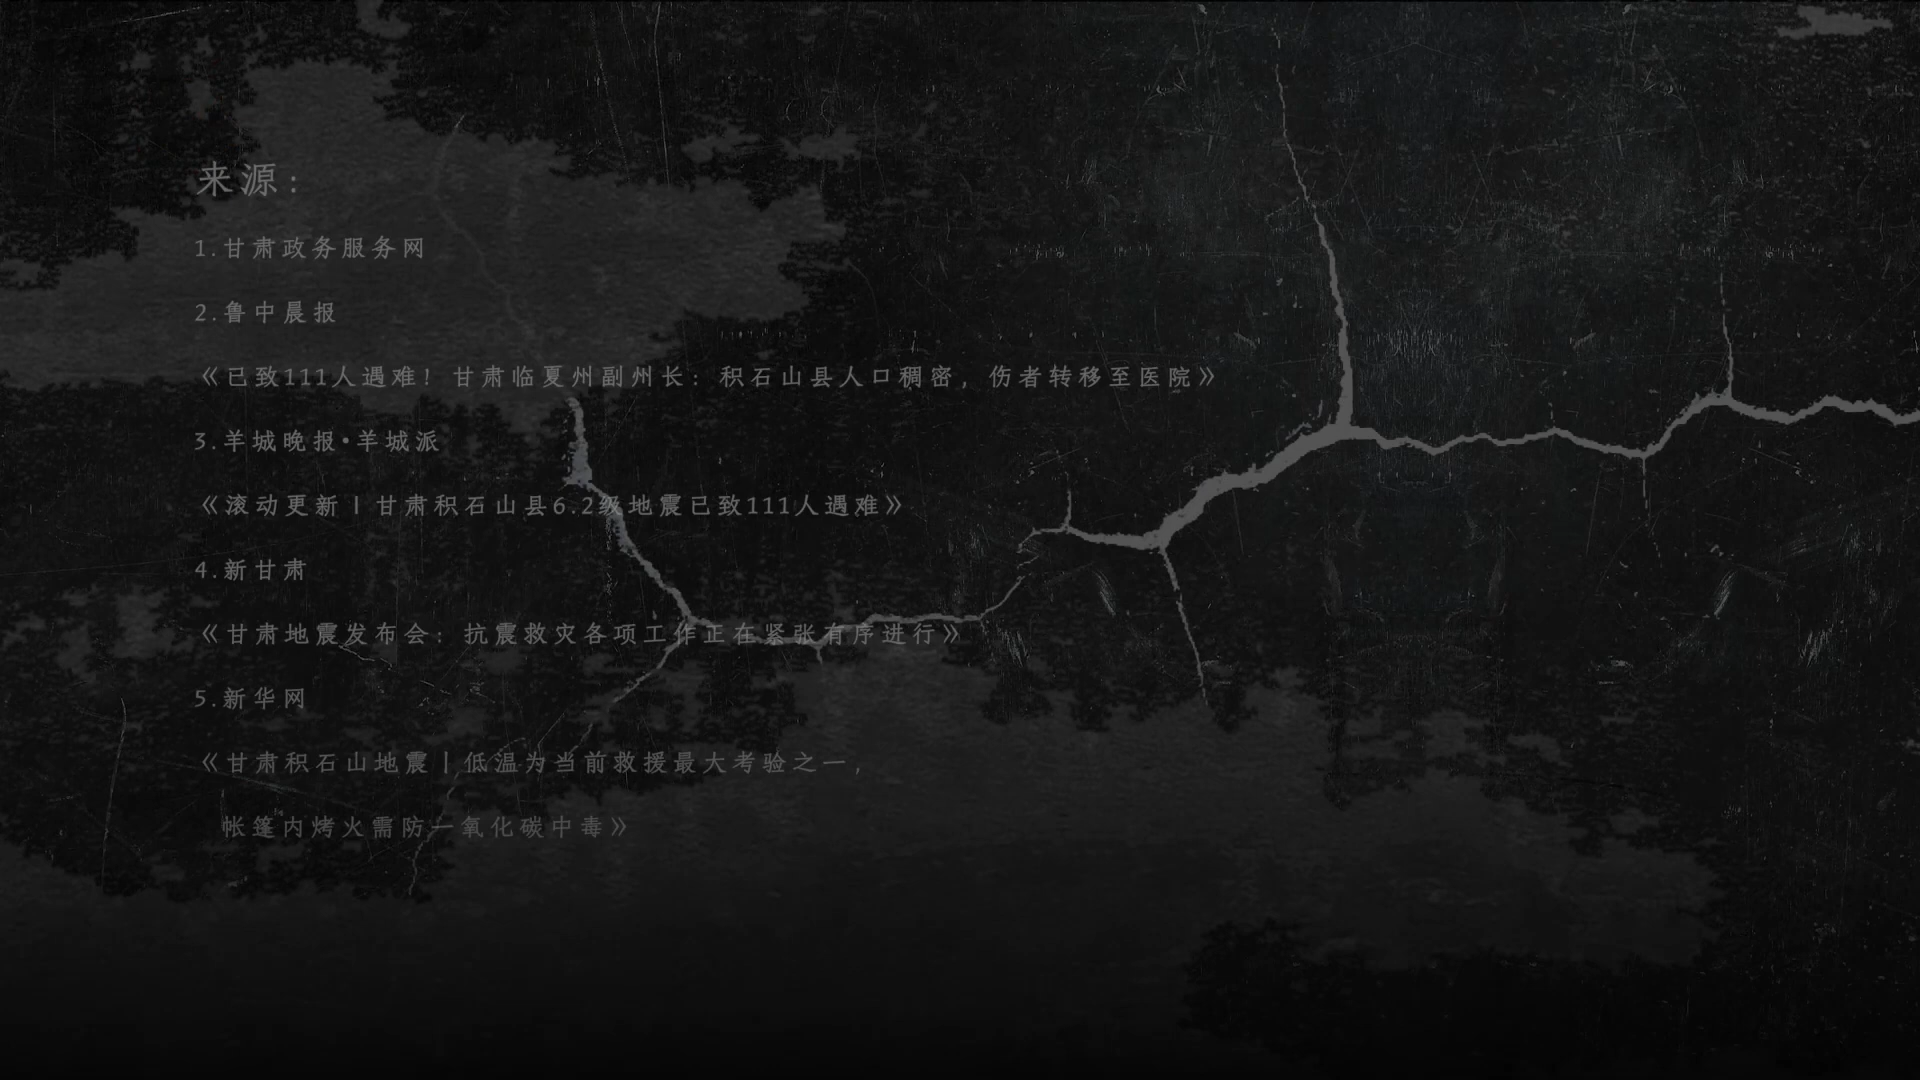 来源:
1.甘肃政务服务网
2.鲁中晨报
《已致111人遇难！甘肃临夏州副州长：积石山县人口稠密，伤者转移至医院》
3.羊城晚报•羊城派
《滚动更新丨甘肃积石山县6.2级地震已致111人遇难》
4.新甘肃
《甘肃地震发布会：抗震救灾各项工作正在紧张有序进行》
5.新华网
《甘肃积石山地震丨低温为当前救援最大考验之一，
帐篷内烤火需防一氧化碳中毒》